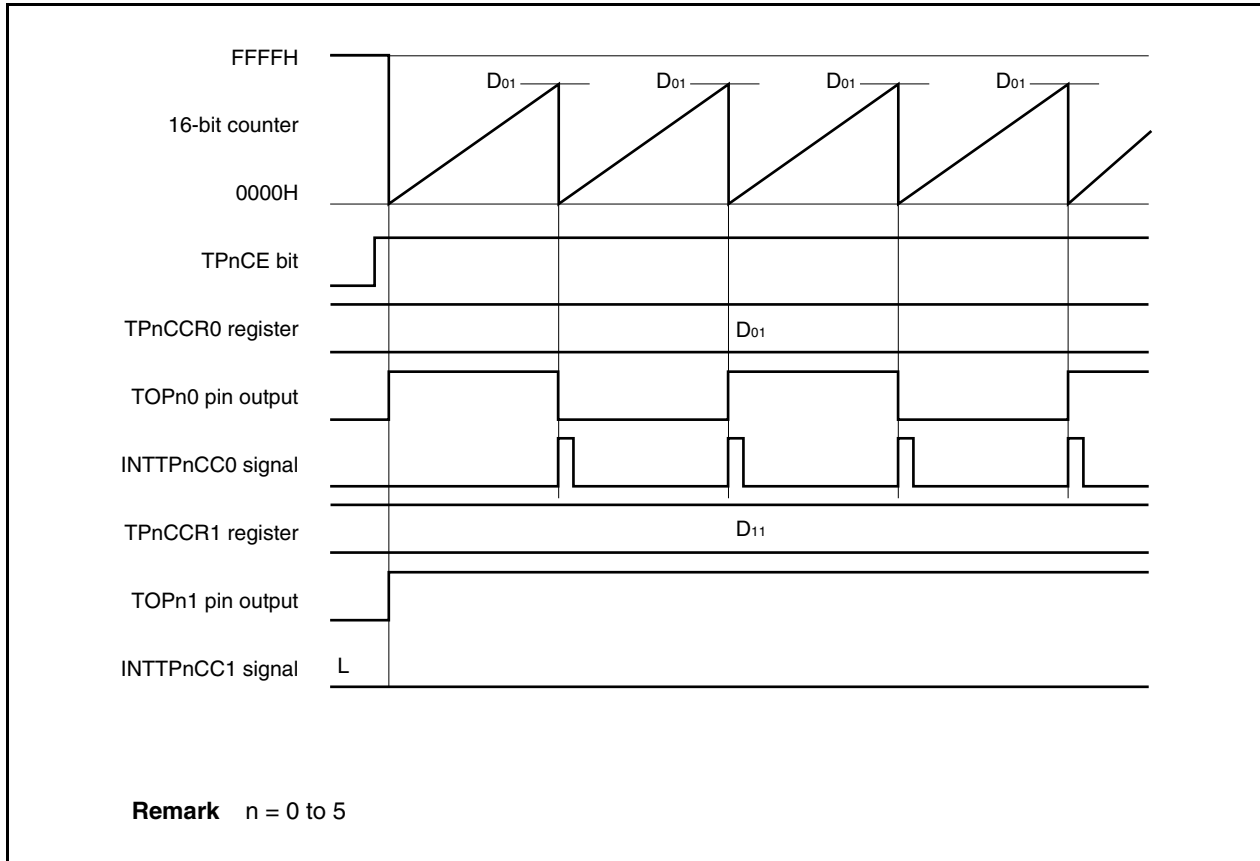 FFFFH
D01 D01 D01 D01
16-bit counter
0000H
TPnCE bit
TPnCCR0 register D01
TOPn0 pin output
INTTPnCC0 signal
TPnCCR1 register D11
TOPn1 pin output
INTTPnCC1 signal L
Remark n = 0 to 5